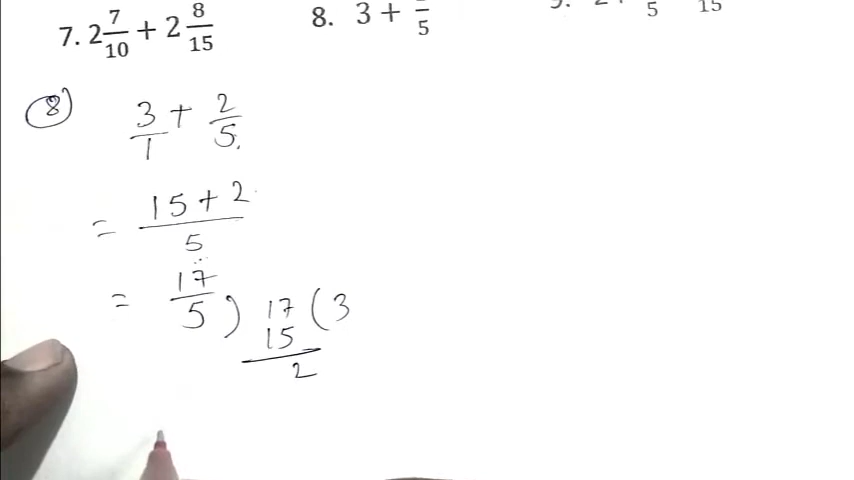 7. 2 7/10 + 2 8/15
8. 3 + /5
5 15
8
3/1 + 2/5
= 15 + 2/5
= 17/5 ) 17 ( 3
15
2